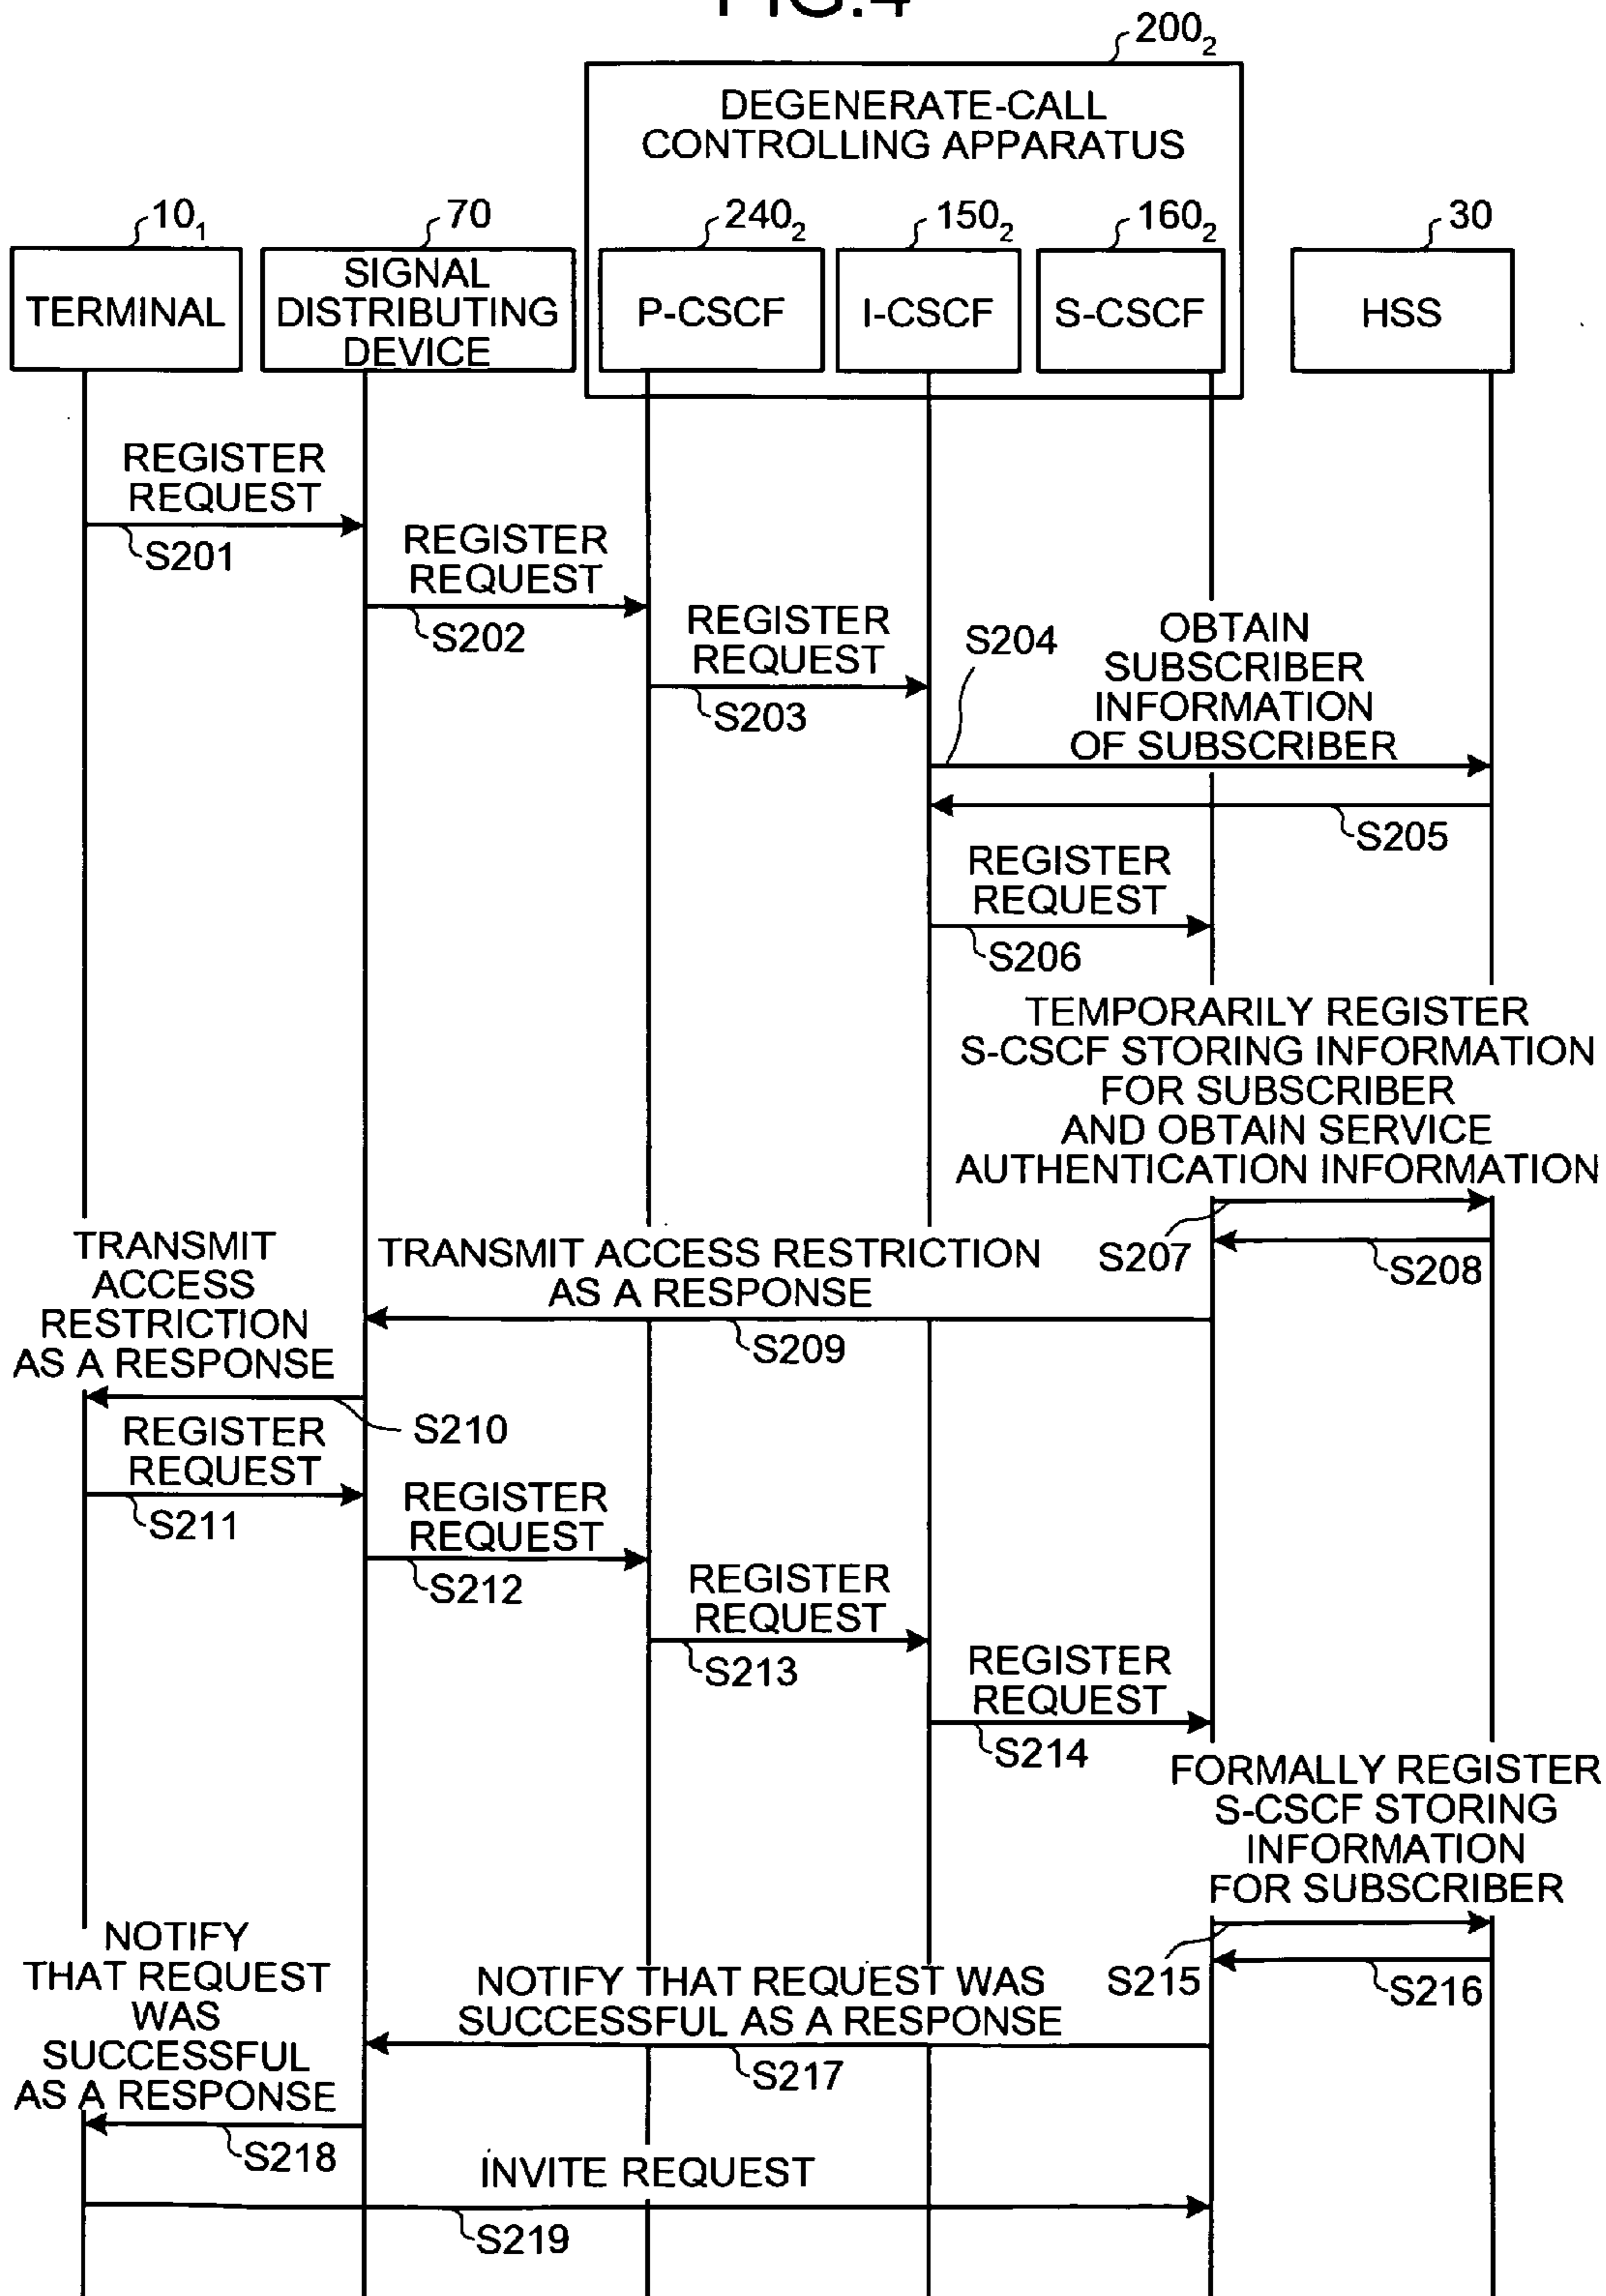 FIG.4
200₂
DEGENERATE-CALL
CONTROLLING APPARATUS
10₁
70
240₂
150₂
160₂
30
TERMINAL
SIGNAL
DISTRIBUTING
DEVICE
P-CSCF
I-CSCF
S-CSCF
HSS
REGISTER
REQUEST
S201
REGISTER
REQUEST
S202
REGISTER
REQUEST
S203
S204
OBTAIN
SUBSCRIBER
INFORMATION
OF SUBSCRIBER
S205
REGISTER
REQUEST
S206
TEMPORARILY REGISTER
S-CSCF STORING INFORMATION
FOR SUBSCRIBER
AND OBTAIN SERVICE
AUTHENTICATION INFORMATION
S207
S208
TRANSMIT ACCESS RESTRICTION
AS A RESPONSE
S209
TRANSMIT
ACCESS
RESTRICTION
AS A RESPONSE
S210
REGISTER
REQUEST
S211
REGISTER
REQUEST
S212
REGISTER
REQUEST
S213
REGISTER
REQUEST
S214
FORMALLY REGISTER
S-CSCF STORING
INFORMATION
FOR SUBSCRIBER
S215
S216
NOTIFY THAT REQUEST WAS
SUCCESSFUL AS A RESPONSE
S217
NOTIFY
THAT REQUEST
WAS
SUCCESSFUL
AS A RESPONSE
S218
INVITE REQUEST
S219